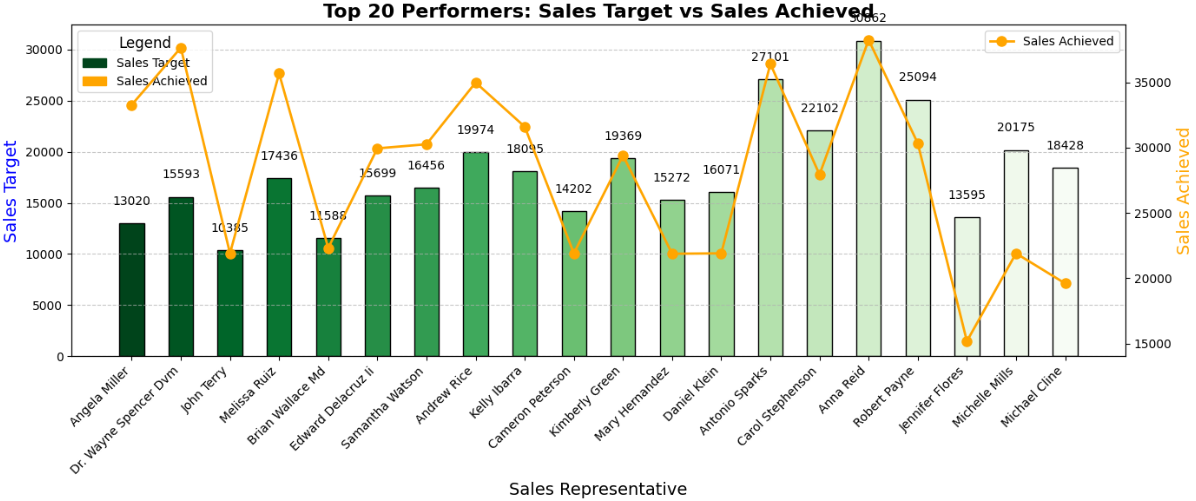 Top 20 Performers: Sales Target vs Sales Achieved
Legend
Sales Target
Sales Achieved
Sales Achieved
Sales Target
30000
25000
20000
15000
10000
5000
0
13020
15593
10385
17436
11588
15699
16456
19974
18095
14202
19369
15272
16071
27101
22102
30862
25094
13595
20175
18428
35000
30000
25000
20000
15000
Sales Achieved
Angela Miller
Dr. Wayne Spencer Dvm
John Terry
Melissa Ruiz
Brian Wallace Md
Edward Delacruz Ii
Samantha Watson
Andrew Rice
Kelly Ibarra
Cameron Peterson
Kimberly Green
Mary Hernandez
Daniel Klein
Antonio Sparks
Carol Stephenson
Anna Reid
Robert Payne
Jennifer Flores
Michelle Mills
Michael Cline
Sales Representative